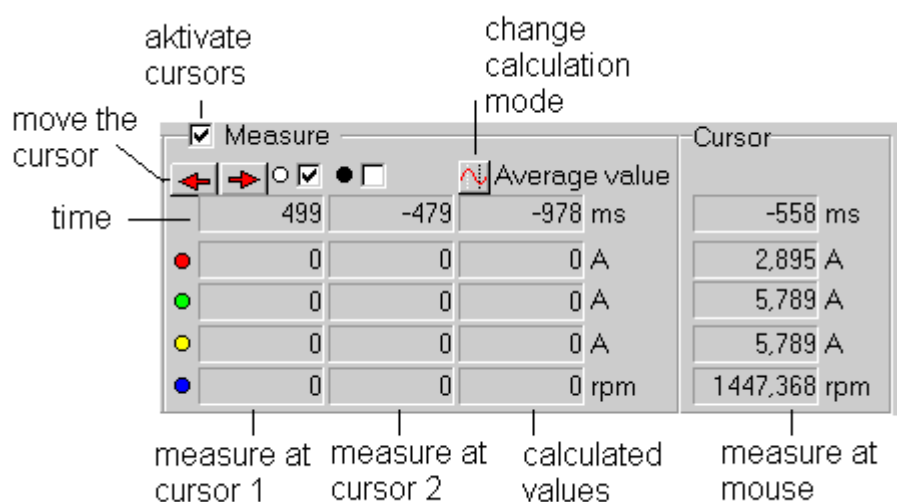 aktivate
cursors
change
calculation
mode
move the
cursor
Measure
Cursor
Average value
time
499 -479 -978 ms -558 ms
0 0 0 A 2,895 A
0 0 0 A 5,789 A
0 0 0 A 5,789 A
0 0 0 rpm 1447,368 rpm
measure at
cursor 1
measure at
cursor 2
calculated
values
measure at
mouse